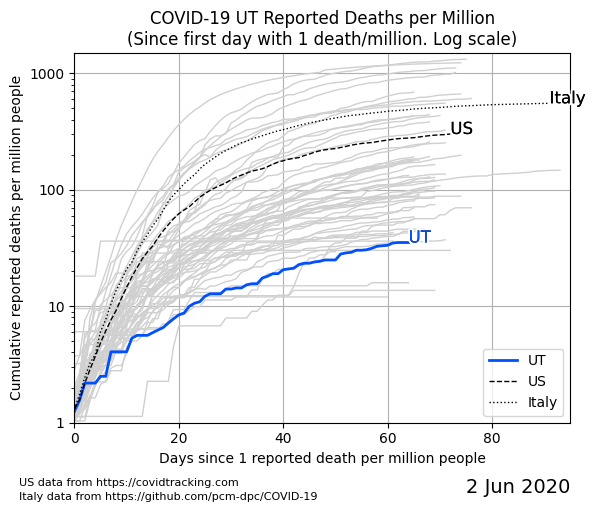 COVID-19 UT Reported Deaths per Million
(Since first day with 1 death/million. Log scale)
Cumulative reported deaths per million people
1000
100
10
1
Italy
US
UT
UT
US
Italy
0
20
40
60
80
Days since 1 reported death per million people
US data from https://covidtracking.com
Italy data from https://github.com/pcm-dpc/COVID-19
2 Jun 2020